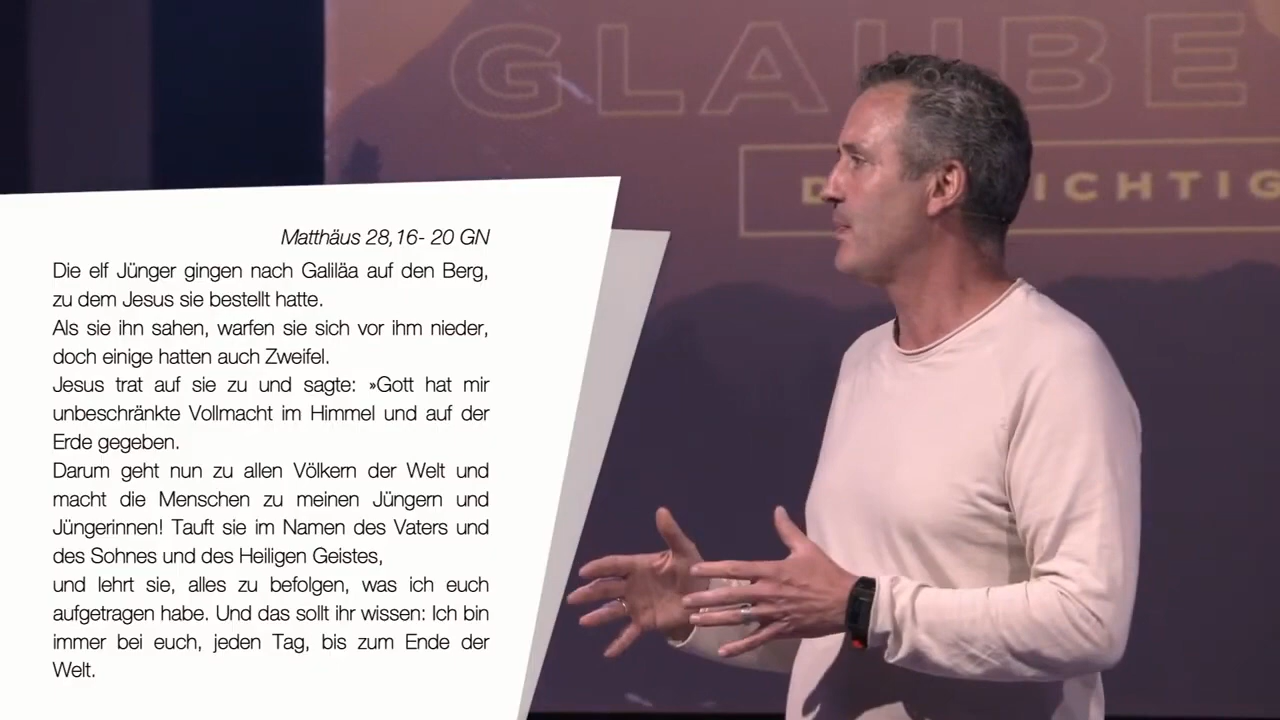 GLAUBE
Matthäus 28,16- 20 GN
Die elf Jünger gingen nach Galiläa auf den Berg,
zu dem Jesus sie bestellt hatte.
Als sie ihn sahen, warfen sie sich vor ihm nieder,
doch einige hatten auch Zweifel.
Jesus trat auf sie zu und sagte: »Gott hat mir
unbeschränkte Vollmacht im Himmel und auf der
Erde gegeben.
Darum geht nun zu allen Völkern der Welt und
macht die Menschen zu meinen Jüngern und
Jüngerinnen! Tauft sie im Namen des Vaters und
des Sohnes und des Heiligen Geistes,
und lehrt sie, alles zu befolgen, was ich euch
aufgetragen habe. Und das sollt ihr wissen: Ich bin
immer bei euch, jeden Tag, bis zum Ende der
Welt.